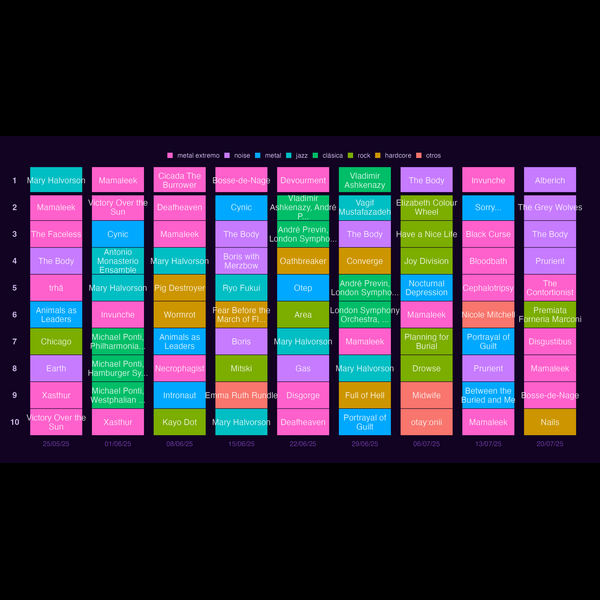 metal extremo noise metal jazz clásica rock hardcore otros
1 Mary Halvorson Mamaleek Cicada The Burrower Bosse-de-Nage Devourment Vladimir Ashkenazy The Body Invunche Alberich
2 Mamaleek Victory Over the Sun Deafheaven Cynic Vladimir Ashkenazy, André P... Vagif Mustafazadeh Elizabeth Colour Wheel Sorry... The Grey Wolves
3 The Faceless Cynic Mamaleek The Body André Previn, London Sympho... The Body Have a Nice Life Black Curse The Body
4 The Body Antonio Monasterio Ensamble Mary Halvorson Boris with Merzbow Oathbreaker Converge Joy Division Bloodbath Prurient
5 Irhä Mary Halvorson Pig Destroyer Ryo Fukui Otep André Previn, London Sympho... Nocturnal Depression Cephalotripsy The Contortionist
6 Animals as Leaders Invunche Wormrot Fear Before the March of Fl... Area London Symphony Orchestra, ... Mamaleek Nicole Mitchell Premiata Forneria Marconi
7 Chicago Michael Ponti, Philharmonia... Animals as Leaders Boris Mary Halvorson Mamaleek Planning for Burial Portrayal of Guilt Disgustibus
8 Earth Michael Ponti, Hamburger Sy... Necrophagist Mitski Gas Mary Halvorson Drowse Prurient Mamaleek
9 Xasthur Michael Ponti, Westphalian ... Intronaut Emma Ruth Rundle Disgorge Full of Hell Midwife Between the Buried and Me Bosse-de-Nage
10 Victory Over the Sun Xasthur Kayo Dot Mary Halvorson Deafheaven Portrayal of Guilt otay:onii Mamaleek Nails
25/05/25 01/06/25 08/06/25 15/06/25 22/06/25 29/06/25 06/07/25 13/07/25 20/07/25